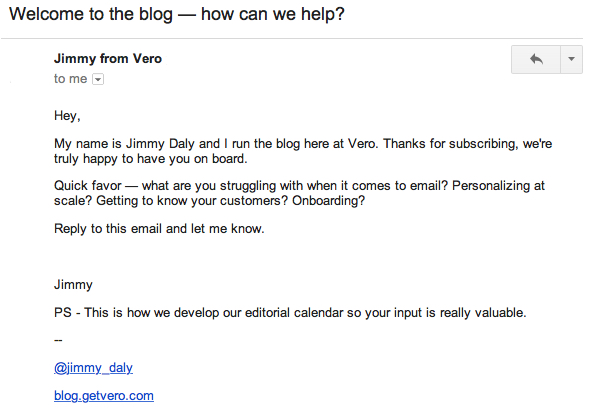 Welcome to the blog — how can we help?
Jimmy from Vero
to me
Hey,
My name is Jimmy Daly and I run the blog here at Vero. Thanks for subscribing, we're
truly happy to have you on board.
Quick favor — what are you struggling with when it comes to email? Personalizing at
scale? Getting to know your customers? Onboarding?
Reply to this email and let me know.
Jimmy
PS - This is how we develop our editorial calendar so your input is really valuable.
--
@jimmy_daly
blog.getvero.com